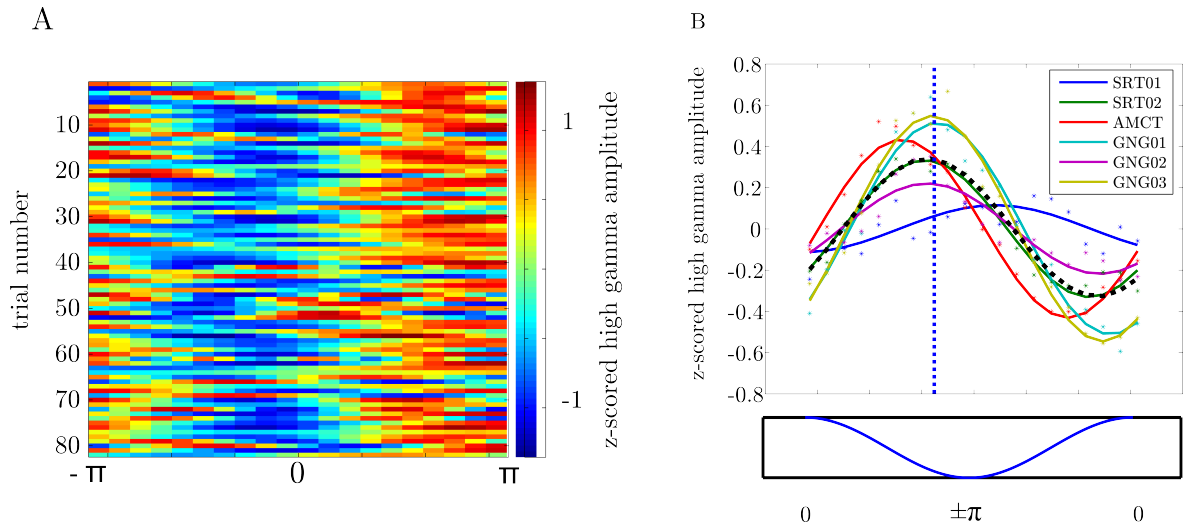 A
trial number
10
20
30
40
50
60
70
80
- π
0
π
1
-1
z-scored high gamma amplitude
B
z-scored high gamma amplitude
0.8
0.6
0.4
0.2
0
-0.2
-0.4
-0.6
-0.8
SRT01
SRT02
AMCT
GNG01
GNG02
GNG03
0
±π
0